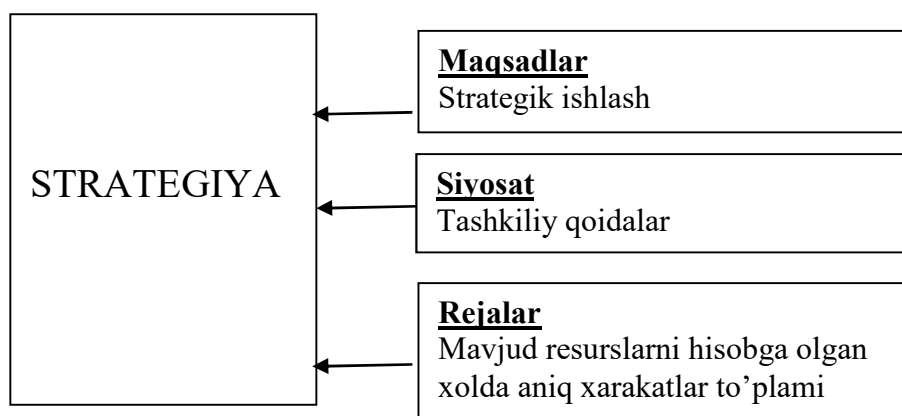 STRATEGIYA
Maqsadlar
Strategik ishlash
Siyosat
Tashkiliy qoidalar
Rejalar
Mavjud resurslarni hisobga olgan
xolda aniq xarakatlar to’plami